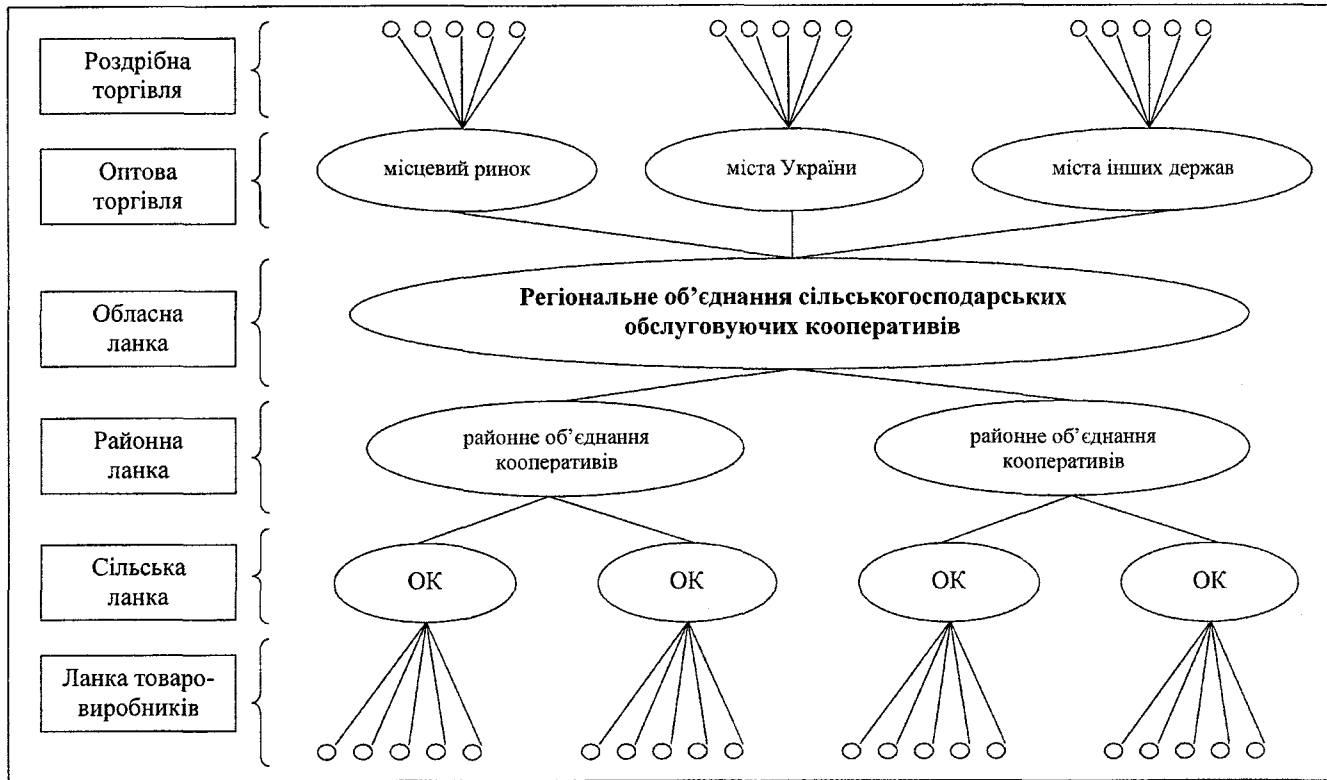 Роздрібна
торгівля
Оптова
торгівля
місцевий ринок
міста України
міста інших держав
Обласна
ланка
Регіональне об’єднання сільськогосподарських
обслуговуючих кооперативів
Районна
ланка
районне об’єднання
кооперативів
районне об’єднання
кооперативів
Сільська
ланка
ОК
ОК
ОК
ОК
Ланка товаро-
виробників